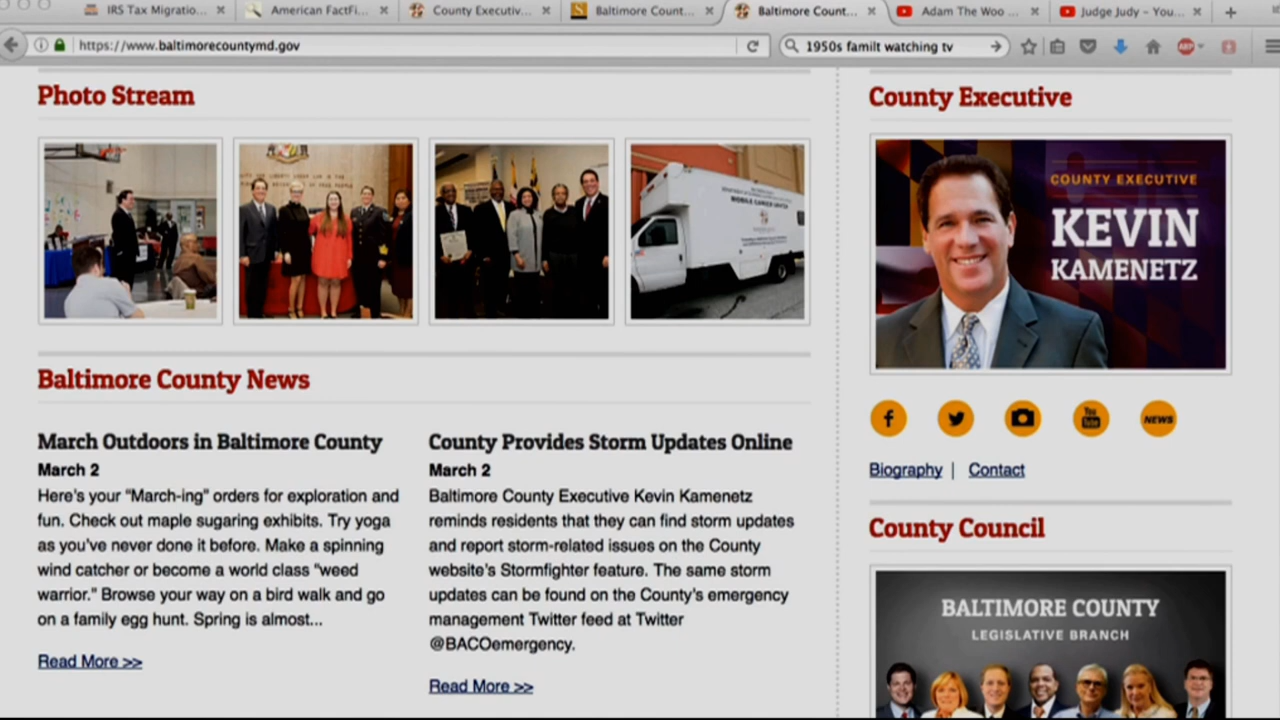 IRS Tax Migratio...
American FactFi...
County Executiv...
Baltimore Count...
Baltimore Count...
Adam The Woo ...
Judge Judy – You...
https://www.baltimorecountymd.gov
1950s familt watching tv
ABP
Photo Stream
MOBILE CAREER CENTER
County Executive
COUNTY EXECUTIVE
KEVIN
KAMENETZ
Baltimore County News
March Outdoors in Baltimore County
March 2
Here's your “March-ing” orders for exploration and
fun. Check out maple sugaring exhibits. Try yoga
as you've never done it before. Make a spinning
wind catcher or become a world class "weed
warrior." Browse your way on a bird walk and go
on a family egg hunt. Spring is almost...
Read More >>
County Provides Storm Updates Online
March 2
Baltimore County Executive Kevin Kamenetz
reminds residents that they can find storm updates
and report storm-related issues on the County
website's Stormfighter feature. The same storm
updates can be found on the County's emergency
management Twitter feed at Twitter
@BACOemergency.
Read More >>
You
Tube
NEWS
Biography | Contact
County Council
BALTIMORE COUNTY
LEGISLATIVE BRANCH